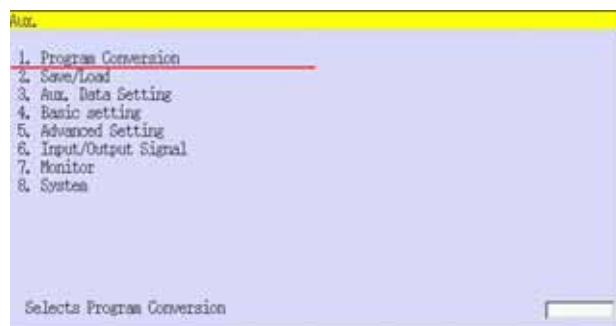 Aux.
1. Program Conversion
2. Save/Load
3. Aux. Data Setting
4. Basic setting
5. Advanced Setting
6. Input/Output Signal
7. Monitor
8. System
Selects Program Conversion